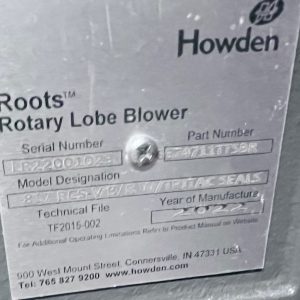 Howden
Roots™
Rotary Lobe Blower
Serial Number
Part Number
Model Designation
Technical File
Year of Manufacture
TF2015-002
2022
For Additional Operating Limitations Refer to Product Manual on Website
900 West Mount Street, Connersville, IN 47331 USA
Tel: 765 827 9200 www.howden.com